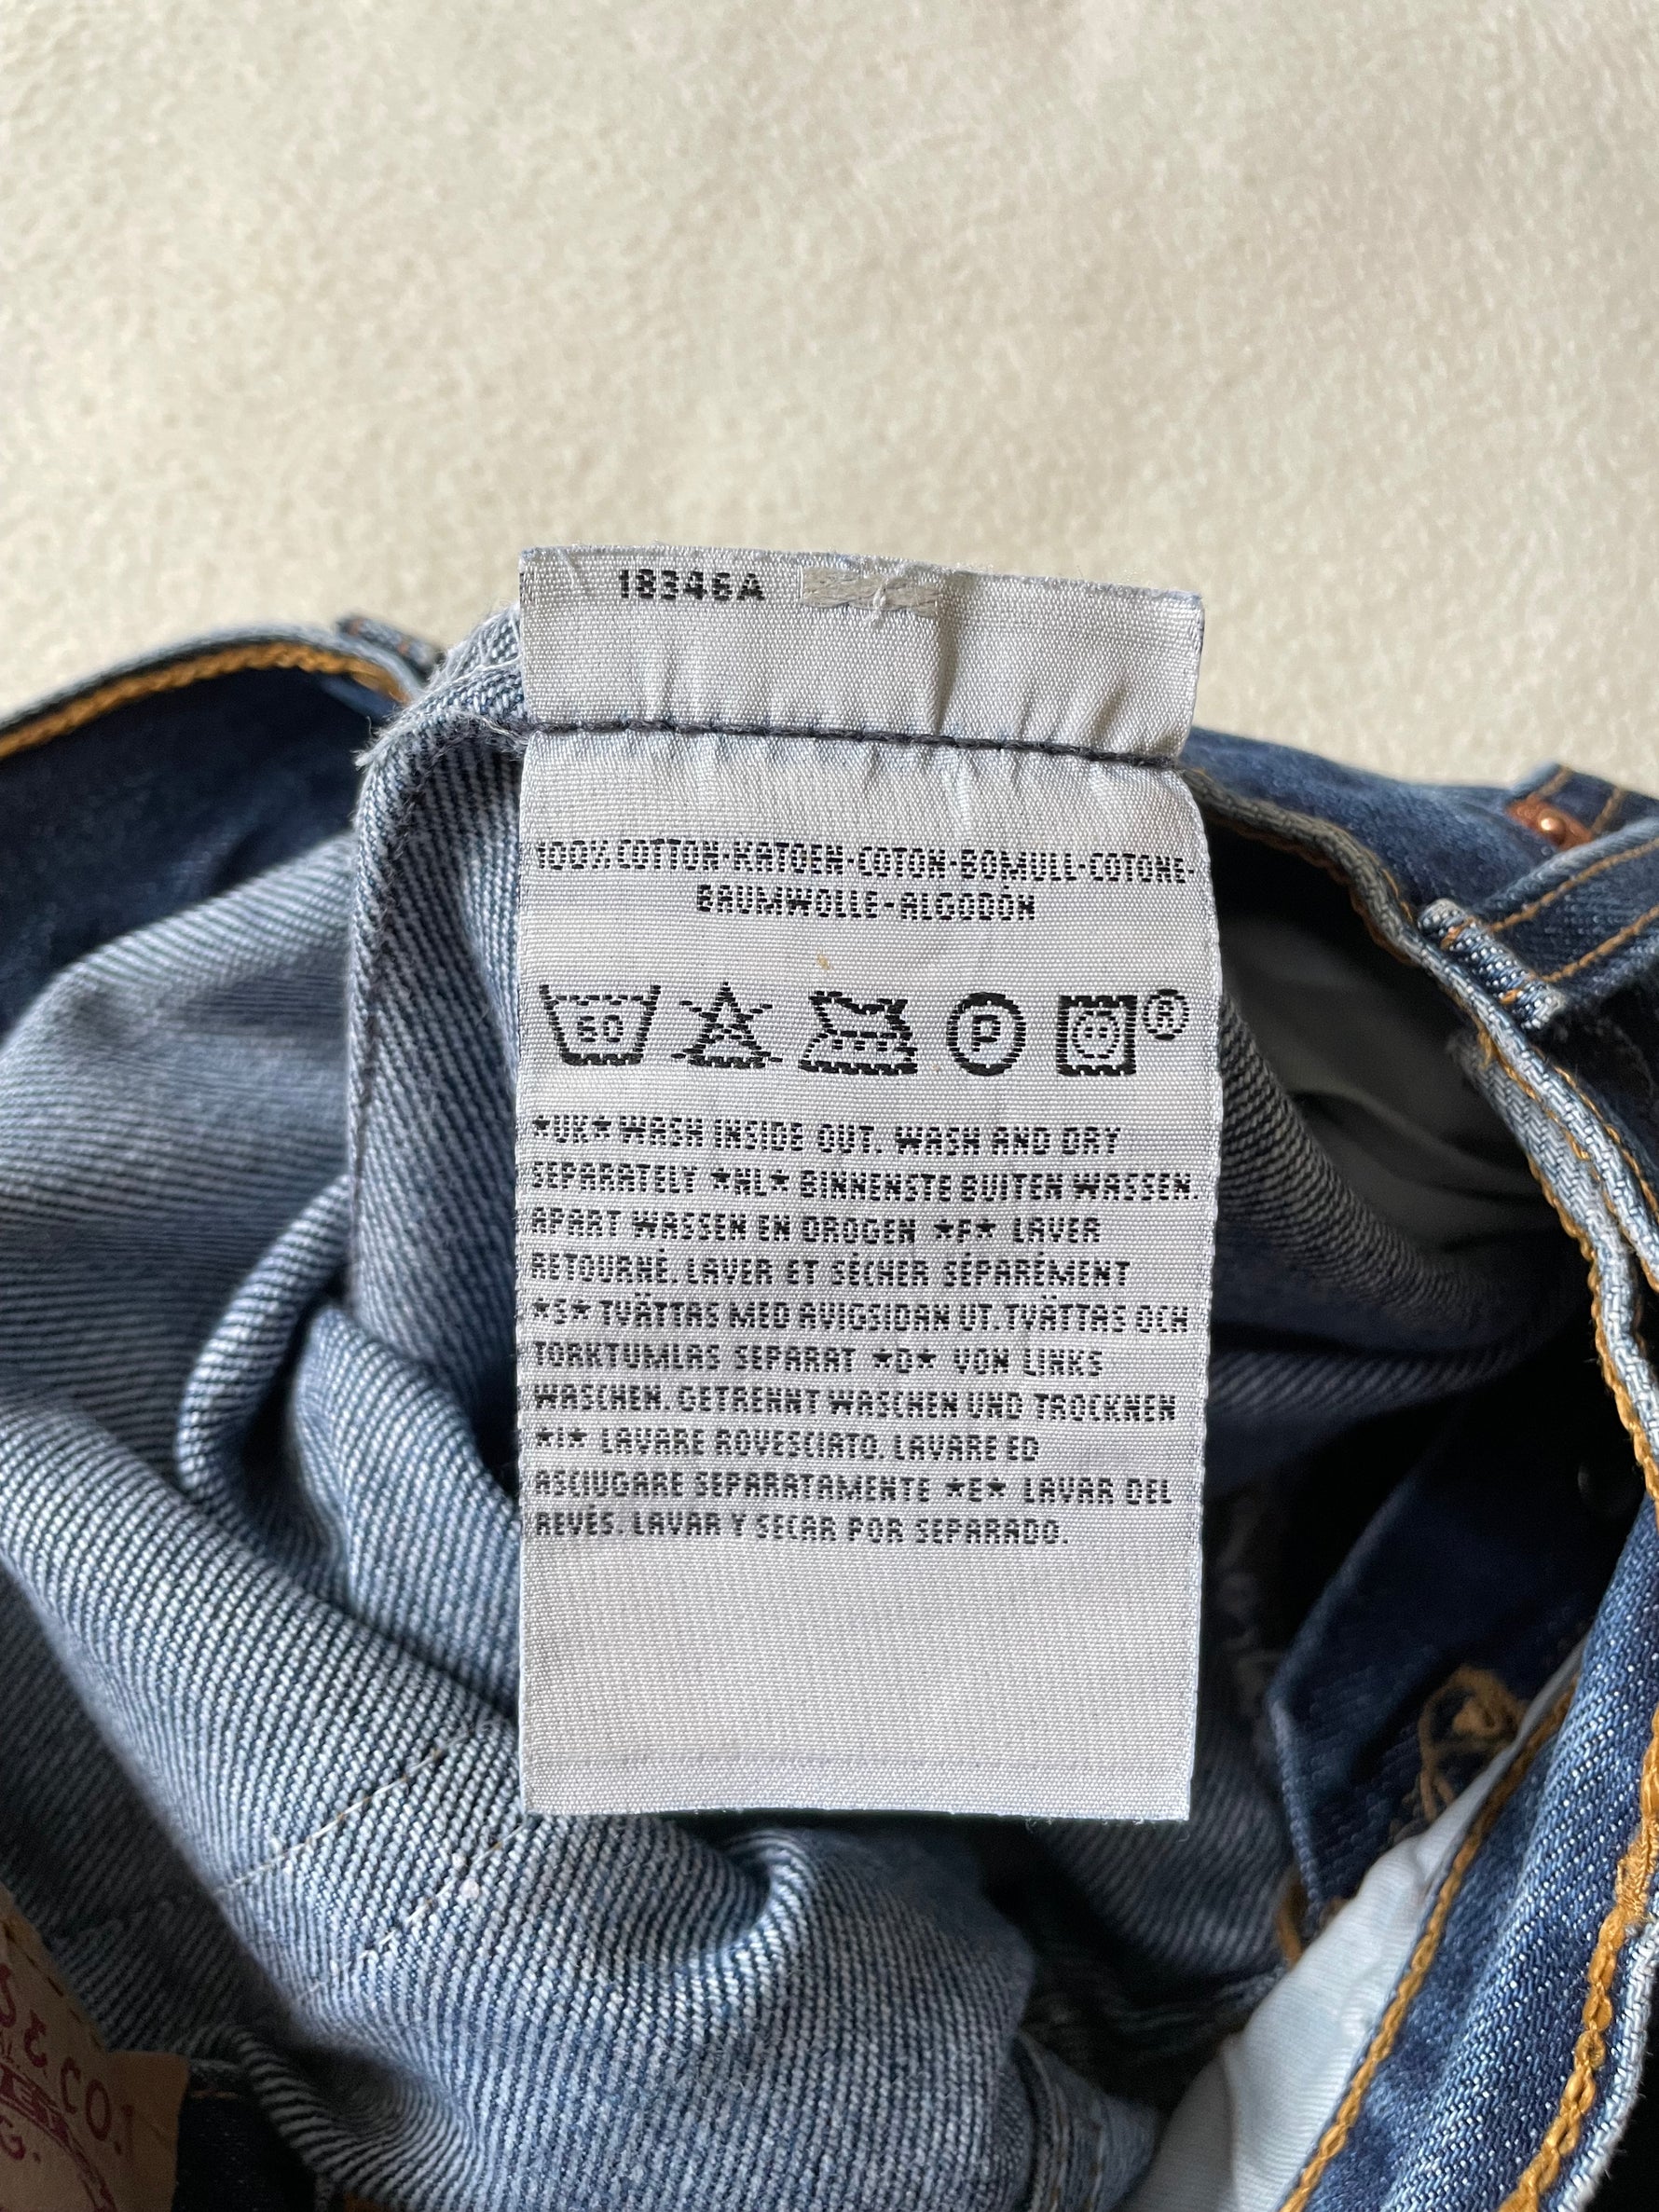 18346A
100% COTTON-KATOEN-COTON-BOMULL-COTONE-
BAUMWOLLE-ALGODÓN
60 P ®
*UK* WASH INSIDE OUT. WASH AND DRY
SEPARATELY *NL* BINNENSTE BUITEN WASSEN.
APART WASSEN EN DROGEN *F* LAVER
RETOURNÉ. LAVER ET SÉCHER SÉPARÉMENT
*S* TVÄTTAS MED AVIGSIDAN UT. TVÄTTAS OCH
TORKTUMLAS SEPARAT *D* VON LINKS
WASCHEN. GETRENNT WASCHEN UND TROCKNEN
*I* LAVARE ROVESCIATO. LAVARE ED
ASCIUGARE SEPARATAMENTE *E* LAVAR DEL
REVÉS. LAVAR Y SECAR POR SEPARADO.
& CO.